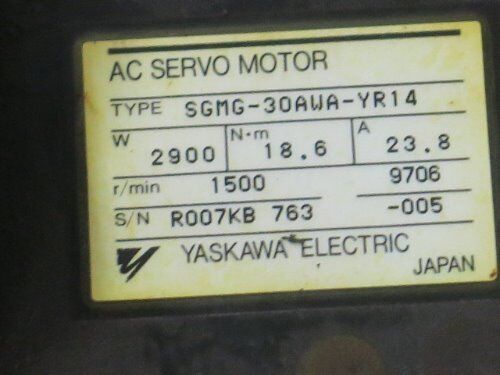 AC SERVO MOTOR
TYPE SGMG-30AWA-YR14
W 2900 N·m 18.6 A 23.8
r/min 1500 9706
S/N R007KB 763 -005
YASKAWA ELECTRIC
JAPAN